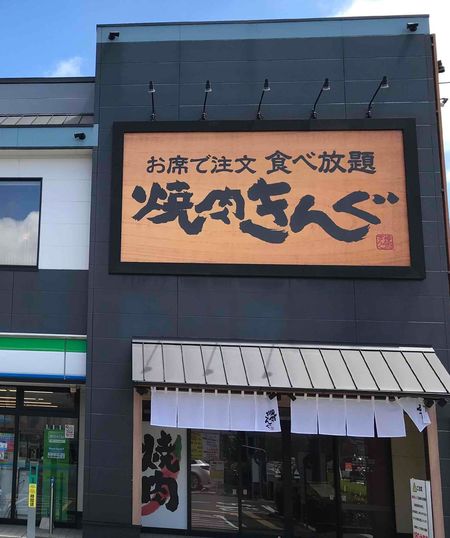 お席で注文 食べ放題
焼肉きんぐ
焼肉